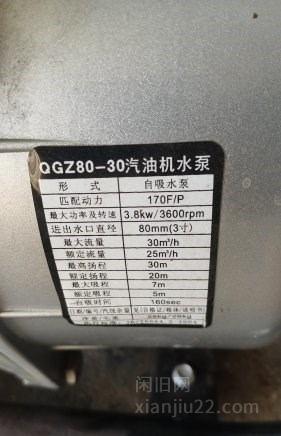 QGZ80-30汽油机水泵
形 式 自吸水泵
匹配动力 170F/P
最大功率及转速 3.8kw/3600rpm
进出水口直径 80mm(3寸)
最大流量 30m³/h
额定流量 25m³/h
最高扬程 30m
额定扬程 20m
最大吸程 7m
额定吸程 5m
自吸时间 160sec
闲旧网
xianjiu22.com